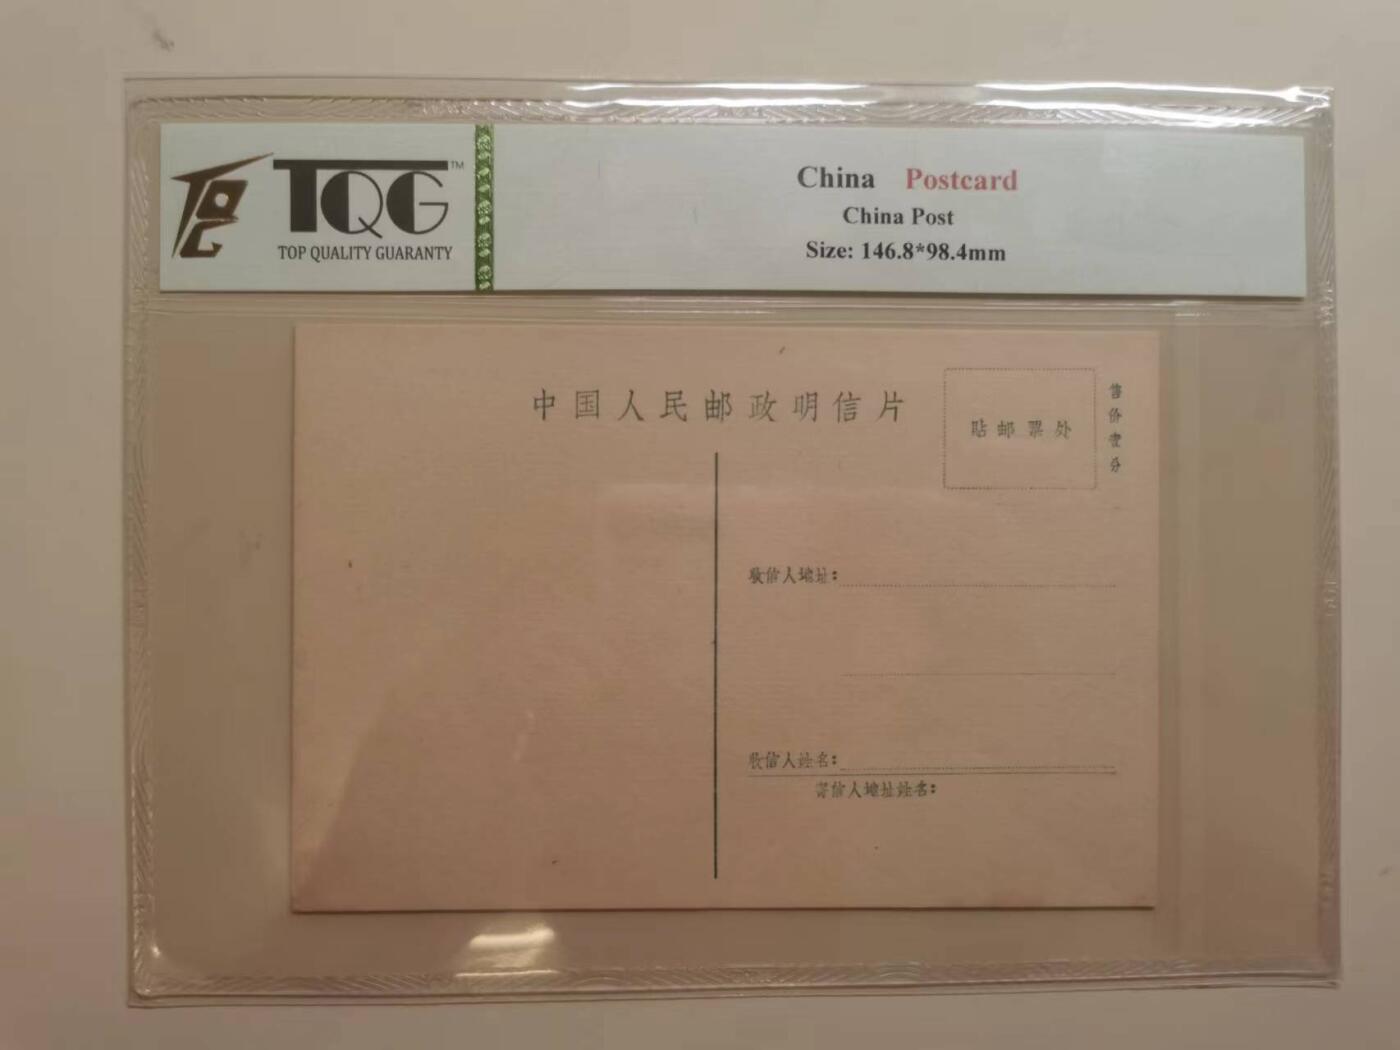 TQG™
TOP QUALITY GUARANTY
China Postcard
China Post
Size: 146.8*98.4mm
中国人民邮政明信片
貼邮票处
售价壹分
收信人地址:
收信人姓名:
寄信人地址姓名: